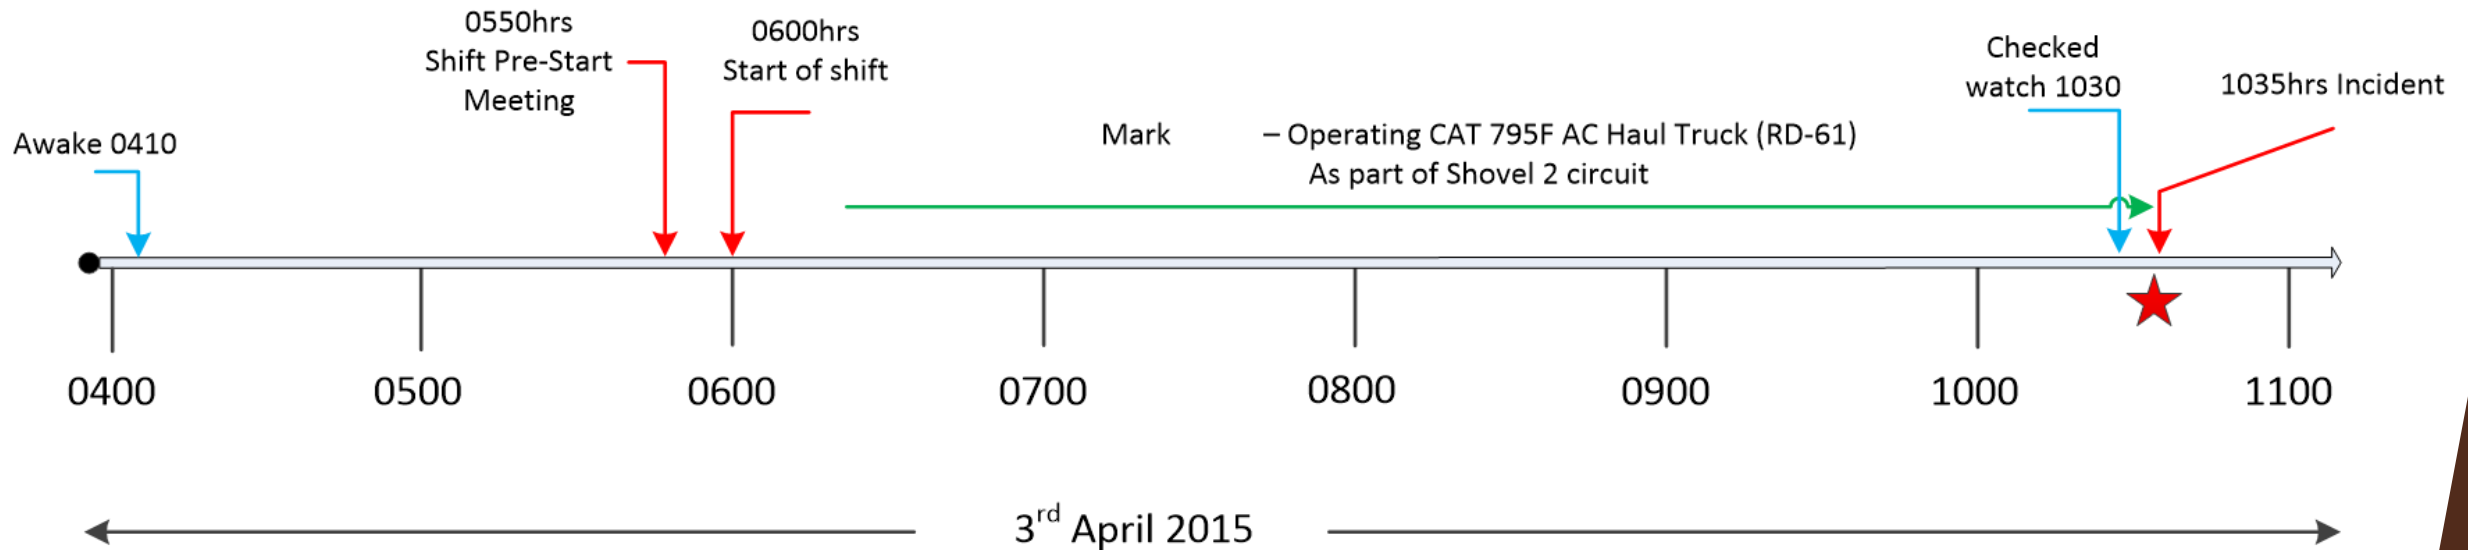 0550hrs
Shift Pre-Start
Meeting
0600hrs
Start of shift
Checked
watch 1030
1035hrs Incident
Awake 0410
Mark – Operating CAT 795F AC Haul Truck (RD-61)
As part of Shovel 2 circuit
0400 0500 0600 0700 0800 0900 1000 1100
3rd April 2015